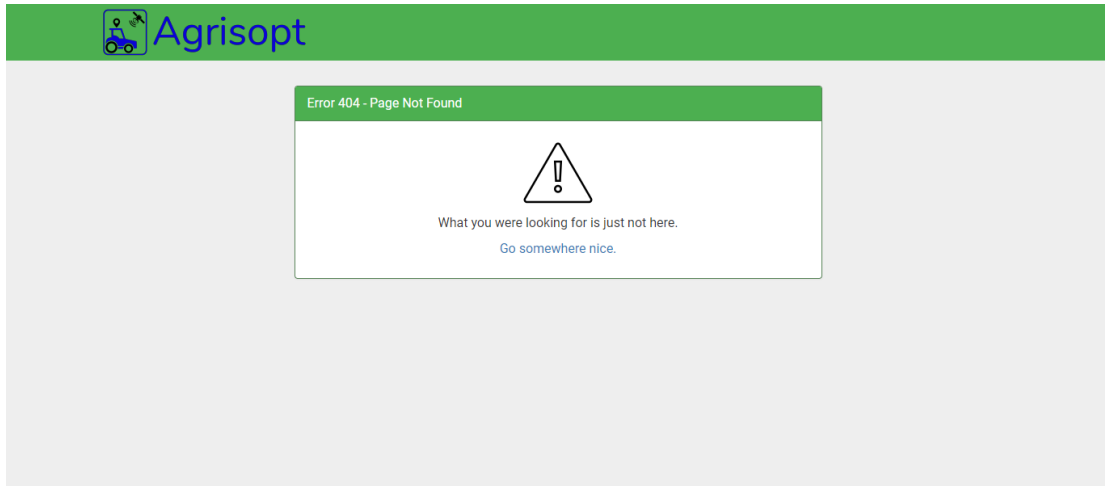 Agrisopt
Error 404 - Page Not Found
What you were looking for is just not here.
Go somewhere nice.